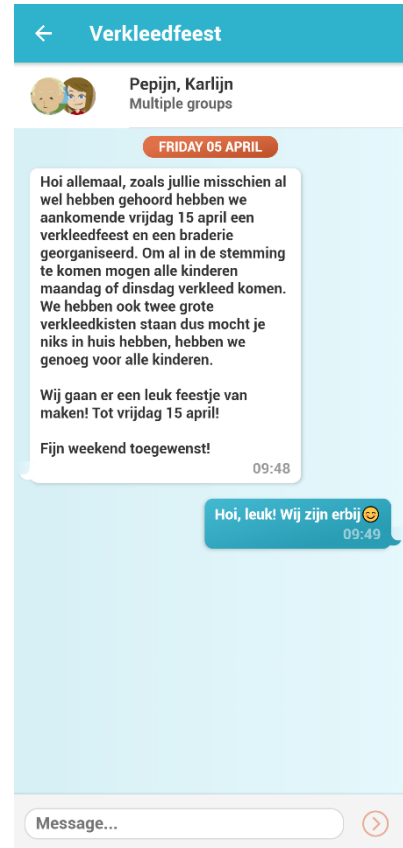 Verkleedfeest
Pepijn, Karlijn
Multiple groups
FRIDAY 05 APRIL
Hoi allemaal, zoals jullie misschien al
wel hebben gehoord hebben we
aankomende vrijdag 15 april een
verkleedfeest en een braderie
georganiseerd. Om al in de stemming
te komen mogen alle kinderen
maandag of dinsdag verkleed komen.
We hebben ook twee grote
verkleedkisten staan dus mocht je
niks in huis hebben, hebben we
genoeg voor alle kinderen.
Wij gaan er een leuk feestje van
maken! Tot vrijdag 15 april!
Fijn weekend toegewenst!
09:48
Hoi, leuk! Wij zijn erbij😊
09:49
Message...